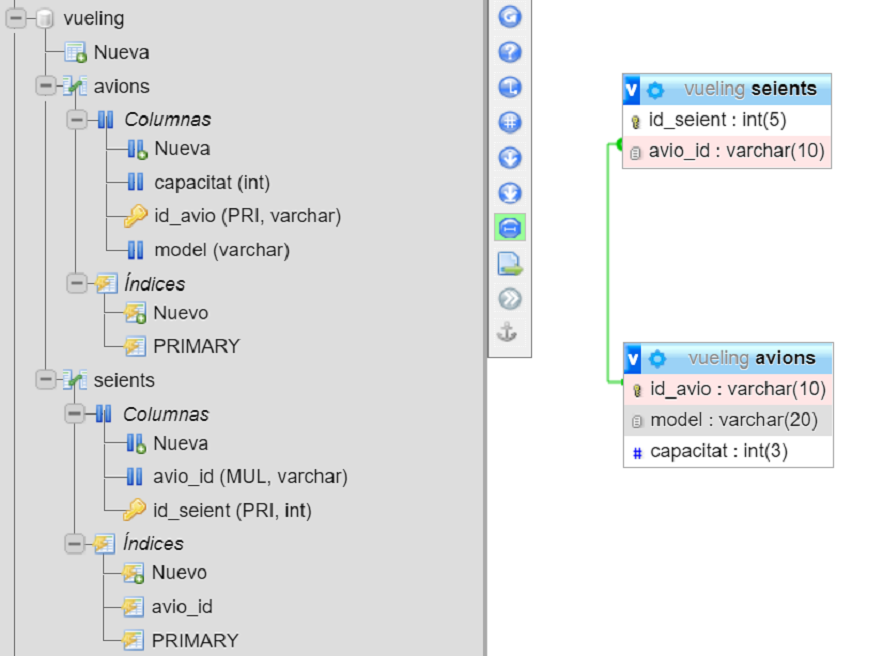 vueling
Nueva
avions
Columnas
Nueva
capacitat (int)
id_avio (PRI, varchar)
model (varchar)
Índices
Nuevo
PRIMARY
seients
Columnas
Nueva
avio_id (MUL, varchar)
id_seient (PRI, int)
Índices
Nuevo
avio_id
PRIMARY
v vueling seients
id_seient : int(5)
avio_id : varchar(10)
v vueling avions
id_avio : varchar(10)
model : varchar(20)
# capacitat : int(3)